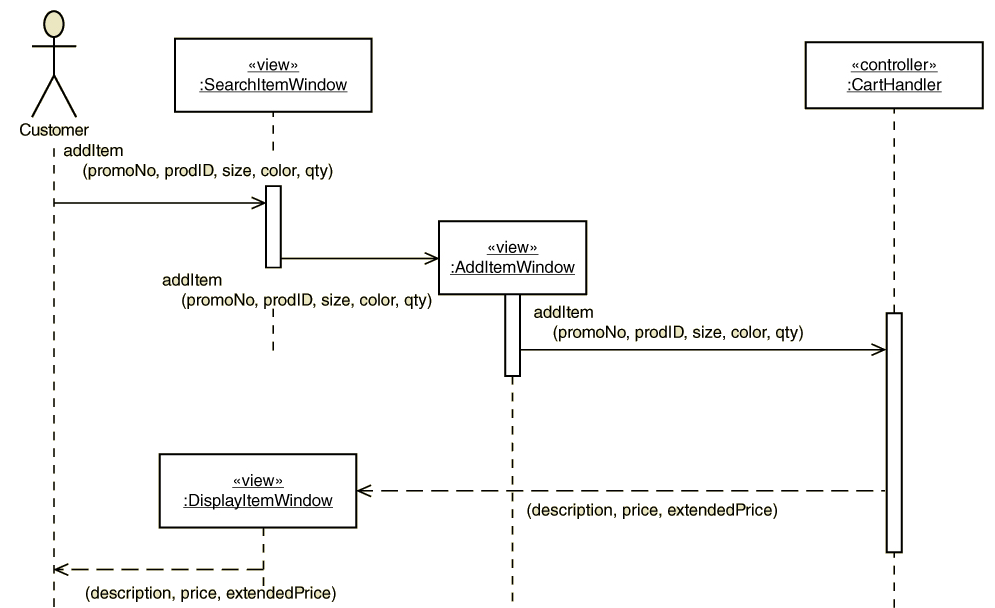 «view»
:SearchItemWindow
«controller»
:CartHandler
Customer
addItem
(promoNo, prodID, size, color, qty)
«view»
:AddItemWindow
addItem
(promoNo, prodID, size, color, qty)
addItem
(promoNo, prodID, size, color, qty)
«view»
:DisplayItemWindow
(description, price, extendedPrice)
(description, price, extendedPrice)